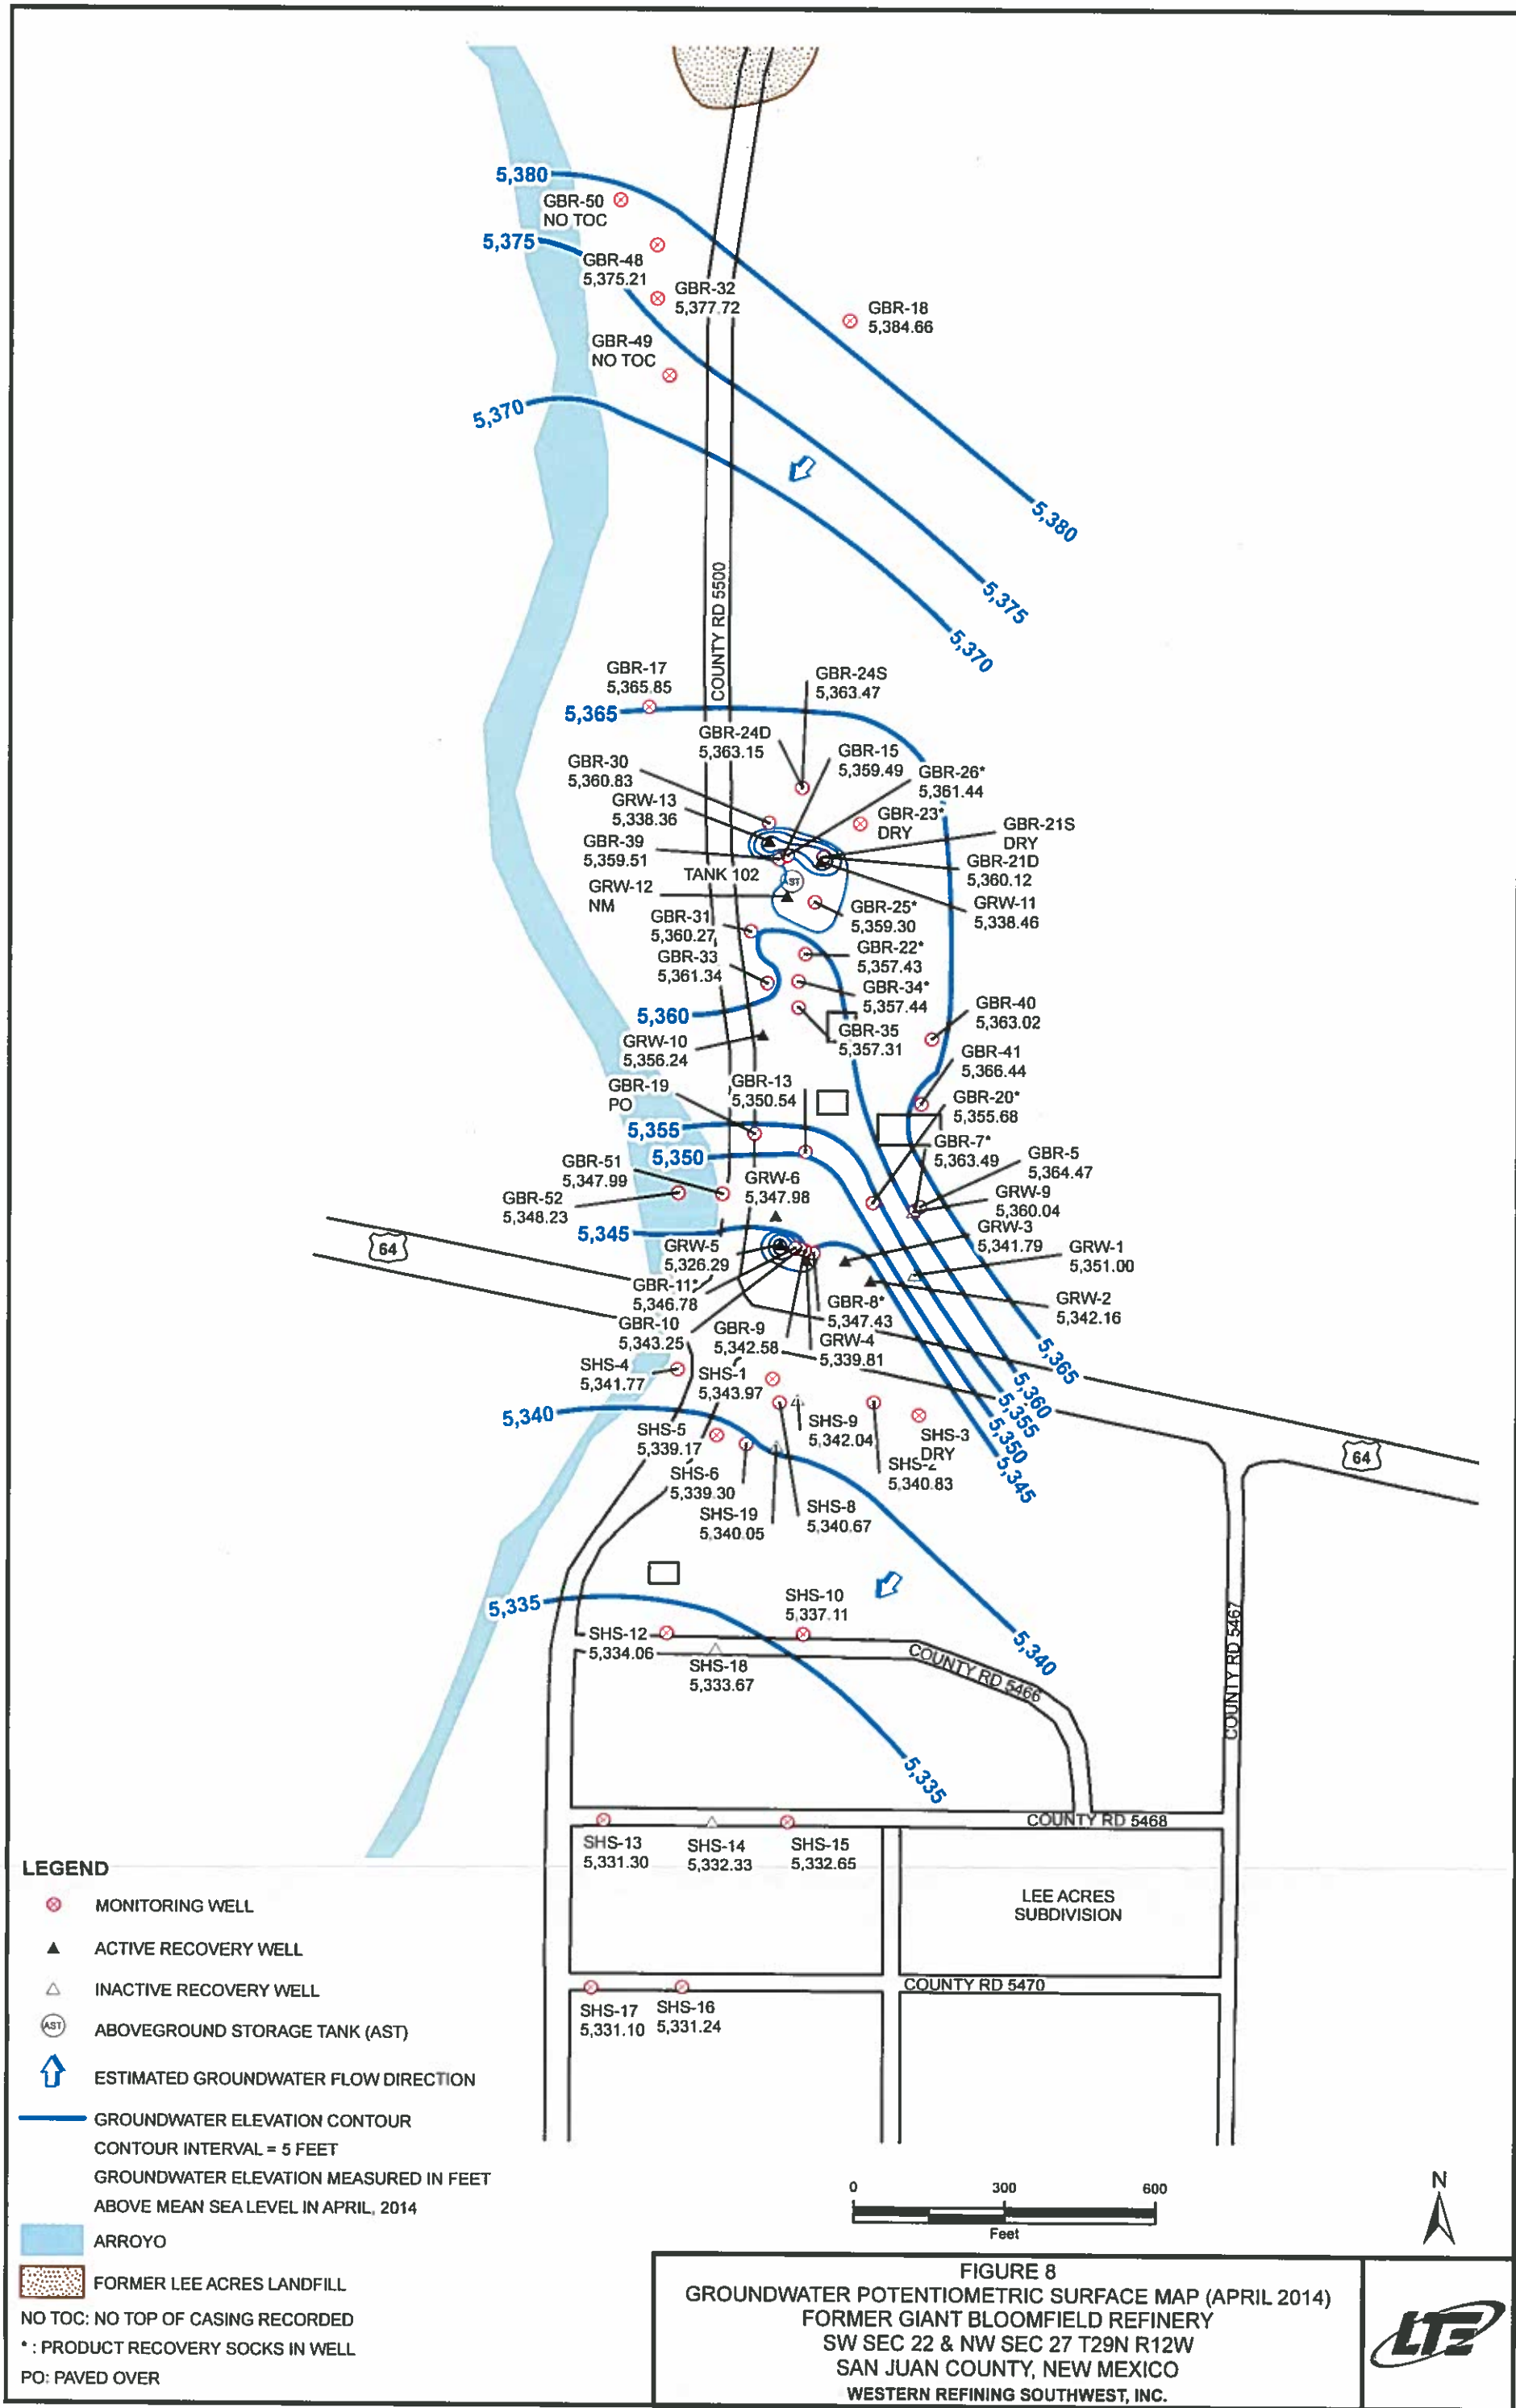 5,380
GBR-50
NO TOC
5,375
GBR-48
5,375.21
GBR-32
5,377.72
GBR-18
5,384.66
GBR-49
NO TOC
5,370
5,380
5,375
5,370
COUNTY RD 5500
GBR-17
5,365.85
GBR-24S
5,363.47
5,365
GBR-24D
5,363.15
GBR-15
5,359.49
GBR-30
5,360.83
GBR-26*
5,361.44
GRW-13
5,338.36
GBR-23*
DRY
GBR-21S
DRY
GBR-39
5,359.51
GBR-21D
5,360.12
TANK 102
AST
GRW-12
NM
GRW-11
5,338.46
GBR-25*
5,359.30
GBR-31
5,360.27
GBR-22*
5,357.43
GBR-33
5,361.34
GBR-34*
5,357.44
5,360
GBR-40
5,363.02
GBR-35
5,357.31
GRW-10
5,356.24
GBR-41
5,366.44
GBR-19
PO
GBR-13
5,350.54
GBR-20*
5,355.68
5,355
GBR-7*
5,363.49
5,350
GBR-5
5,364.47
GBR-51
5,347.99
GRW-6
5,347.98
GBR-52
5,348.23
GRW-9
5,360.04
GRW-3
5,341.79
5,345
64
GRW-5
5,326.29
GRW-1
5,351.00
GBR-11*
5,346.78
GBR-8*
5,347.43
GRW-2
5,342.16
GBR-10
5,343.25
GBR-9
5,342.58
GRW-4
5,339.81
5,365
SHS-4
5,341.77
SHS-1
5,343.97
5,360
5,355
5,350
5,345
5,340
SHS-9
5,342.04
SHS-3
DRY
SHS-5
5,339.17
SHS-2
5,340.83
64
SHS-6
5,339.30
SHS-19
5,340.05
SHS-8
5,340.67
5,335
SHS-10
5,337.11
SHS-12
5,334.06
5,340
SHS-18
5,333.67
COUNTY RD 5466
COUNTY RD 5467
5,335
COUNTY RD 5468
SHS-13
5,331.30
SHS-14
5,332.33
SHS-15
5,332.65
LEE ACRES
SUBDIVISION
COUNTY RD 5470
SHS-17
5,331.10
SHS-16
5,331.24
LEGEND
MONITORING WELL
ACTIVE RECOVERY WELL
INACTIVE RECOVERY WELL
AST
ABOVEGROUND STORAGE TANK (AST)
ESTIMATED GROUNDWATER FLOW DIRECTION
GROUNDWATER ELEVATION CONTOUR
CONTOUR INTERVAL = 5 FEET
GROUNDWATER ELEVATION MEASURED IN FEET
ABOVE MEAN SEA LEVEL IN APRIL, 2014
ARROYO
FORMER LEE ACRES LANDFILL
NO TOC: NO TOP OF CASING RECORDED
* : PRODUCT RECOVERY SOCKS IN WELL
PO: PAVED OVER
0 300 600
Feet
N
FIGURE 8
GROUNDWATER POTENTIOMETRIC SURFACE MAP (APRIL 2014)
FORMER GIANT BLOOMFIELD REFINERY
SW SEC 22 & NW SEC 27 T29N R12W
SAN JUAN COUNTY, NEW MEXICO
WESTERN REFINING SOUTHWEST, INC.
LTE